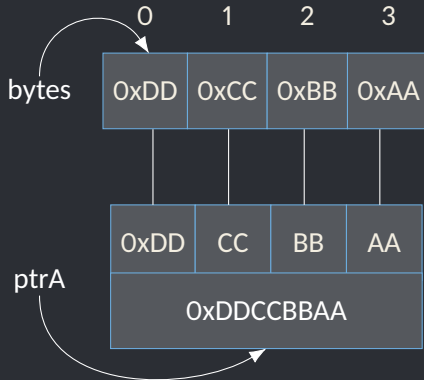 0 1 2 3
bytes 0xDD 0xCC 0xBB 0xAA
0xDD CC BB AA
ptrA
0xDDCCBBAA